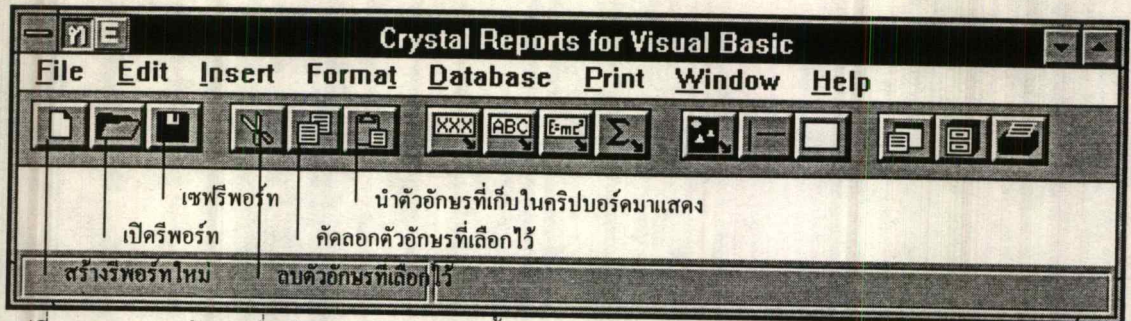 ท E Crystal Reports for Visual Basic
File Edit Insert Format Database Print Window Help
XXX ABC E=mc² Σ
เซฟรีพอร์ท นำตัวอักษรที่เก็บในคริปบอร์ดมาแสดง
เปิดรีพอร์ท คัดลอกตัวอักษรที่เลือกไว้
สร้างรีพอร์ทใหม่ ลบตัวอักษรที่เลือกไว้